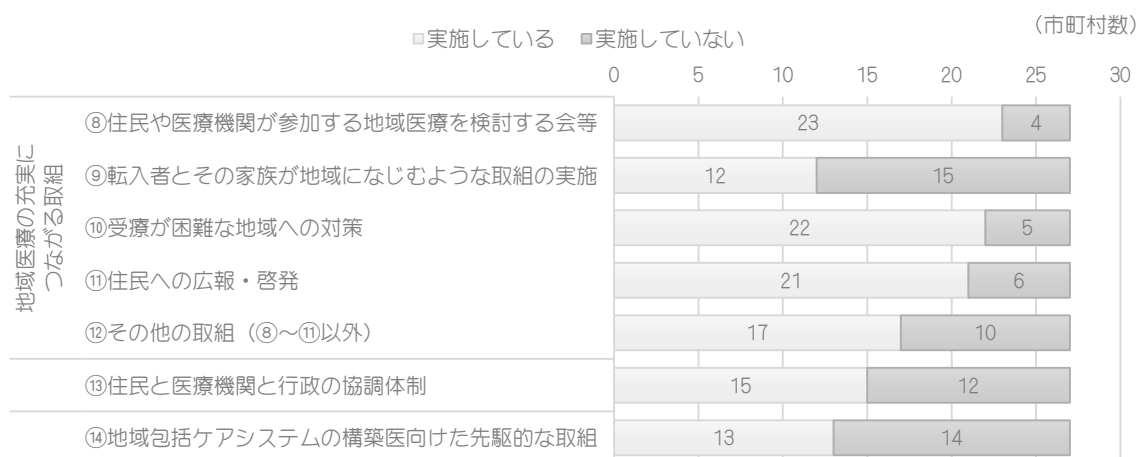 （市町村数）
実施している 実施していない
0 5 10 15 20 25 30
地域医療の充実に
つながる取組
⑧住民や医療機関が参加する地域医療を検討する会等 23 4
⑨転入者とその家族が地域になじむような取組の実施 12 15
⑩受療が困難な地域への対策 22 5
⑪住民への広報・啓発 21 6
⑫その他の取組（⑧～⑪以外） 17 10
⑬住民と医療機関と行政の協調体制 15 12
⑭地域包括ケアシステムの構築医向けた先駆的な取組 13 14